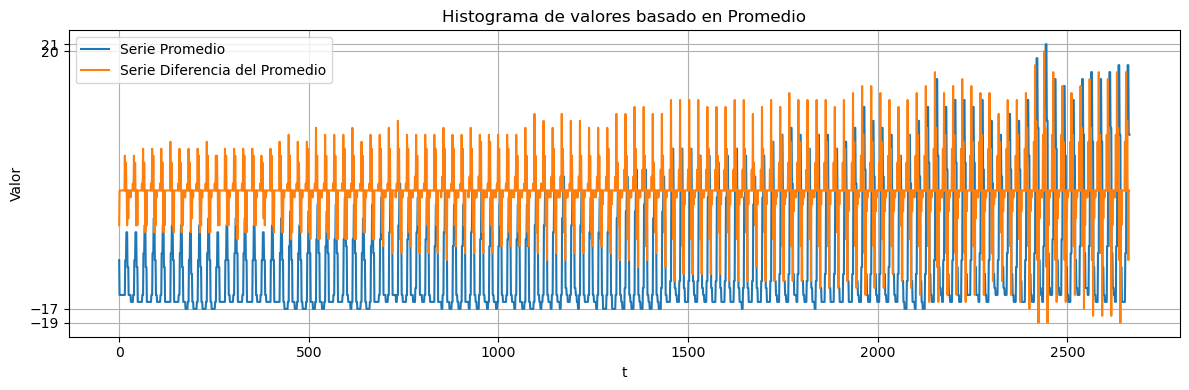 Histograma de valores basado en Promedio
Serie Promedio
Serie Diferencia del Promedio
Valor
21
20
−17
−19
0
500
1000
1500
2000
2500
t